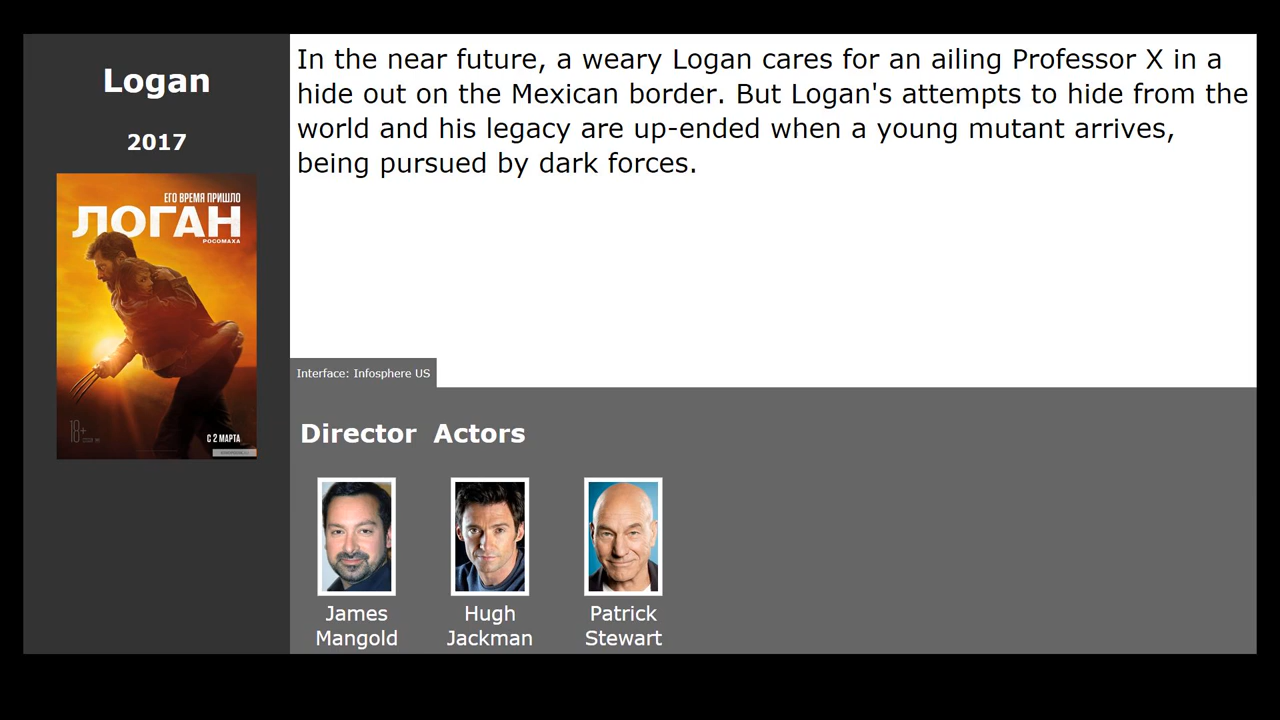 Logan
2017
ЕГО ВРЕМЯ ПРИШЛО
ЛОГАН
РОСОМАХА
18+
С 2 МАРТА
In the near future, a weary Logan cares for an ailing Professor X in a
hide out on the Mexican border. But Logan's attempts to hide from the
world and his legacy are up-ended when a young mutant arrives,
being pursued by dark forces.
Interface: Infosphere US
Director Actors
James
Mangold
Hugh
Jackman
Patrick
Stewart